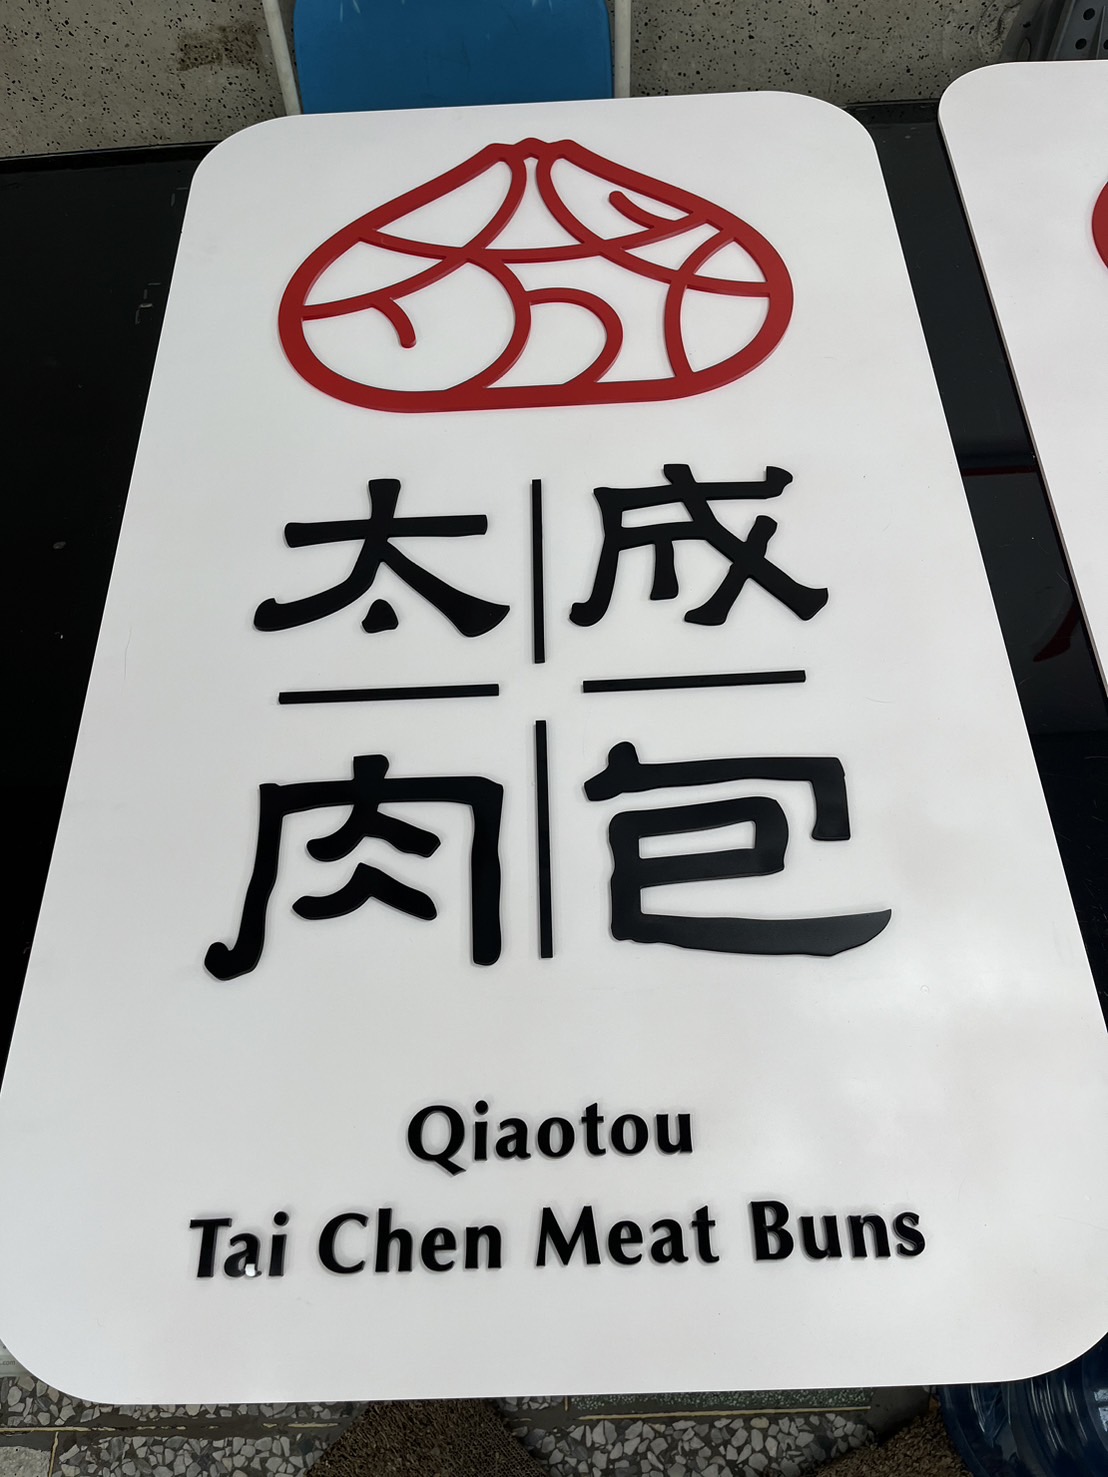 太成
肉包
Qiaotou
Tai Chen Meat Buns